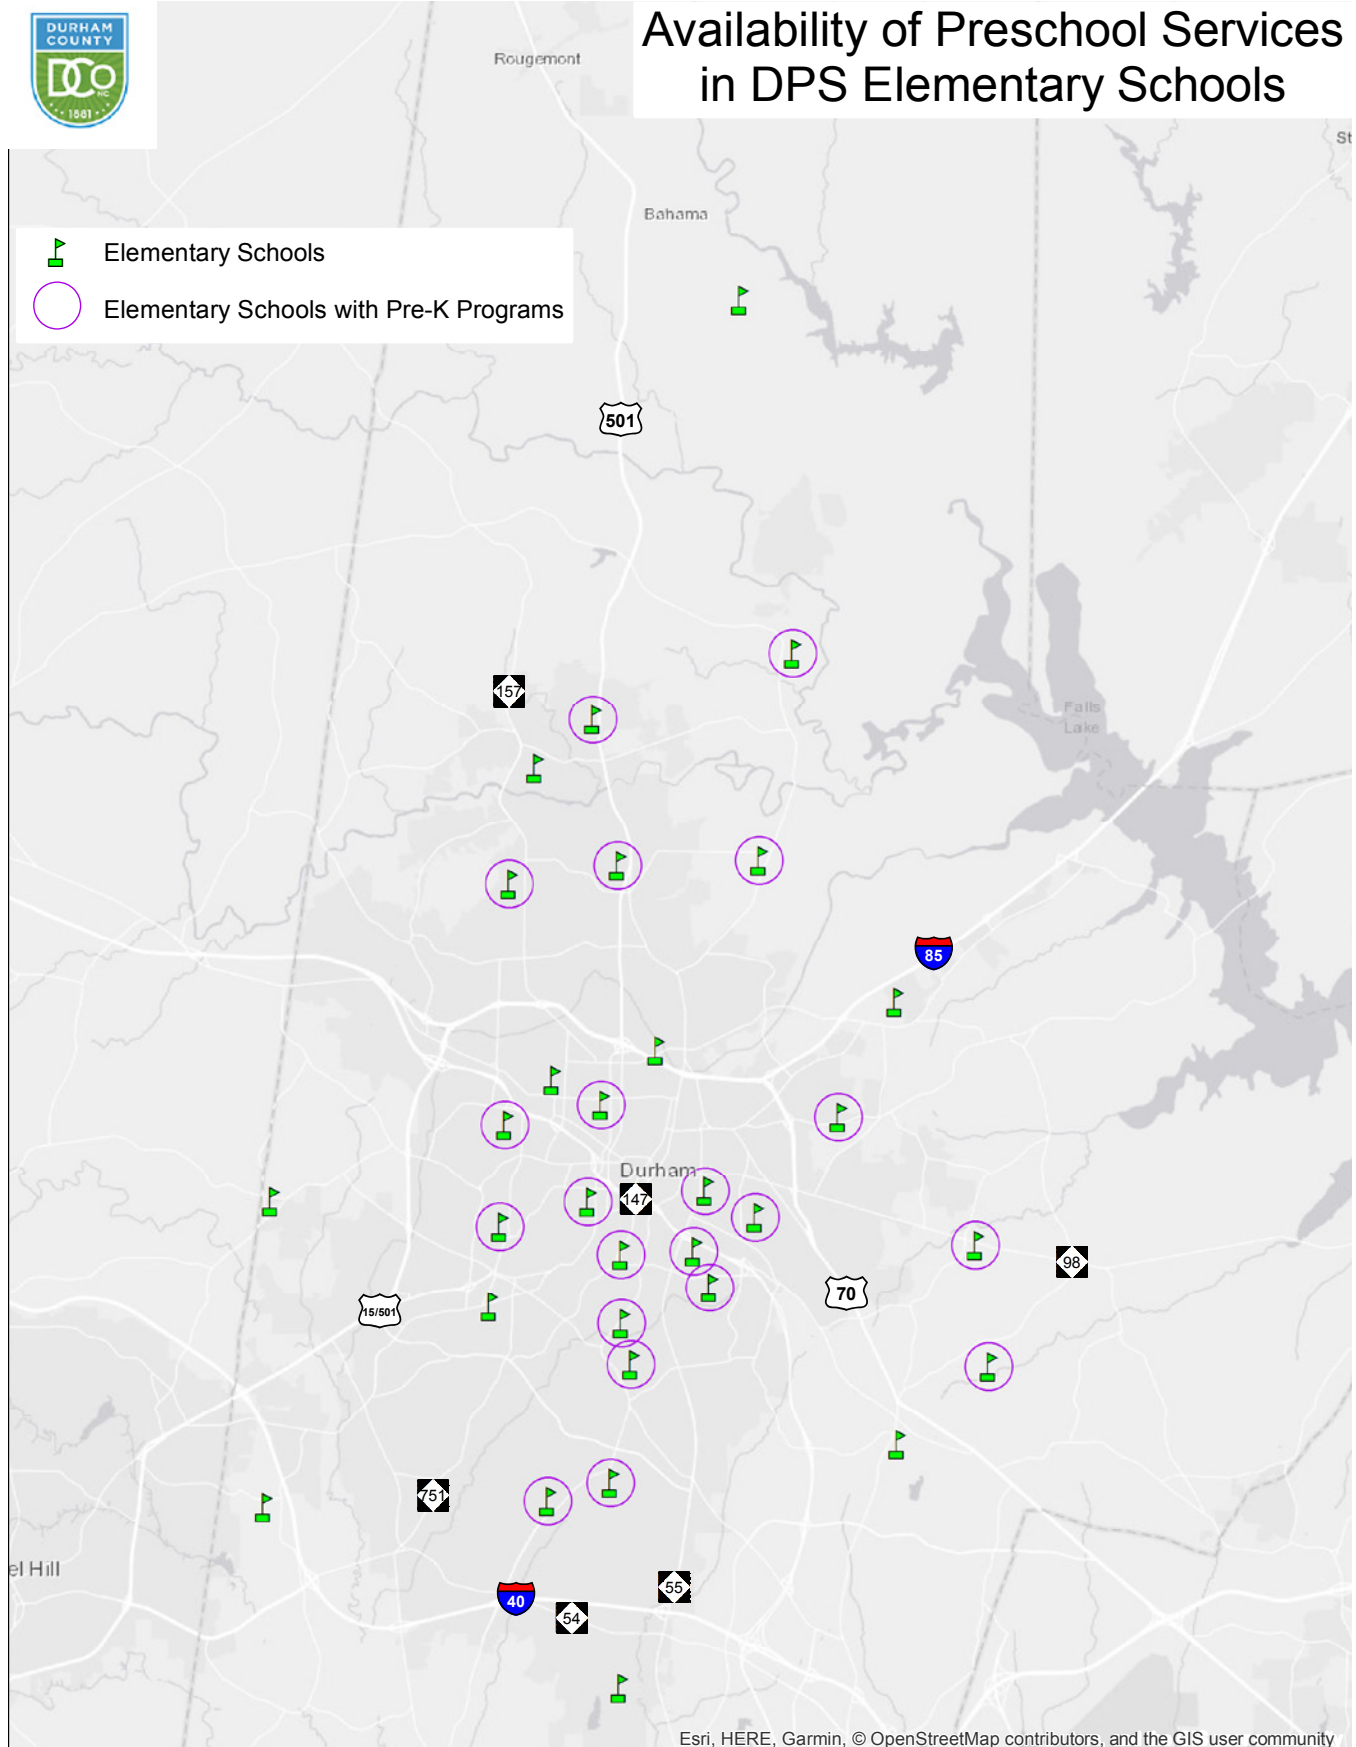 DURHAM
COUNTY
DCo
NC
1881
Availability of Preschool Services
in DPS Elementary Schools
Rougemont
St
Bahama
Elementary Schools
Elementary Schools with Pre-K Programs
501
157
Falls
Lake
85
Durham
147
98
70
15/501
751
el Hill
55
40
54
Esri, HERE, Garmin, © OpenStreetMap contributors, and the GIS user community